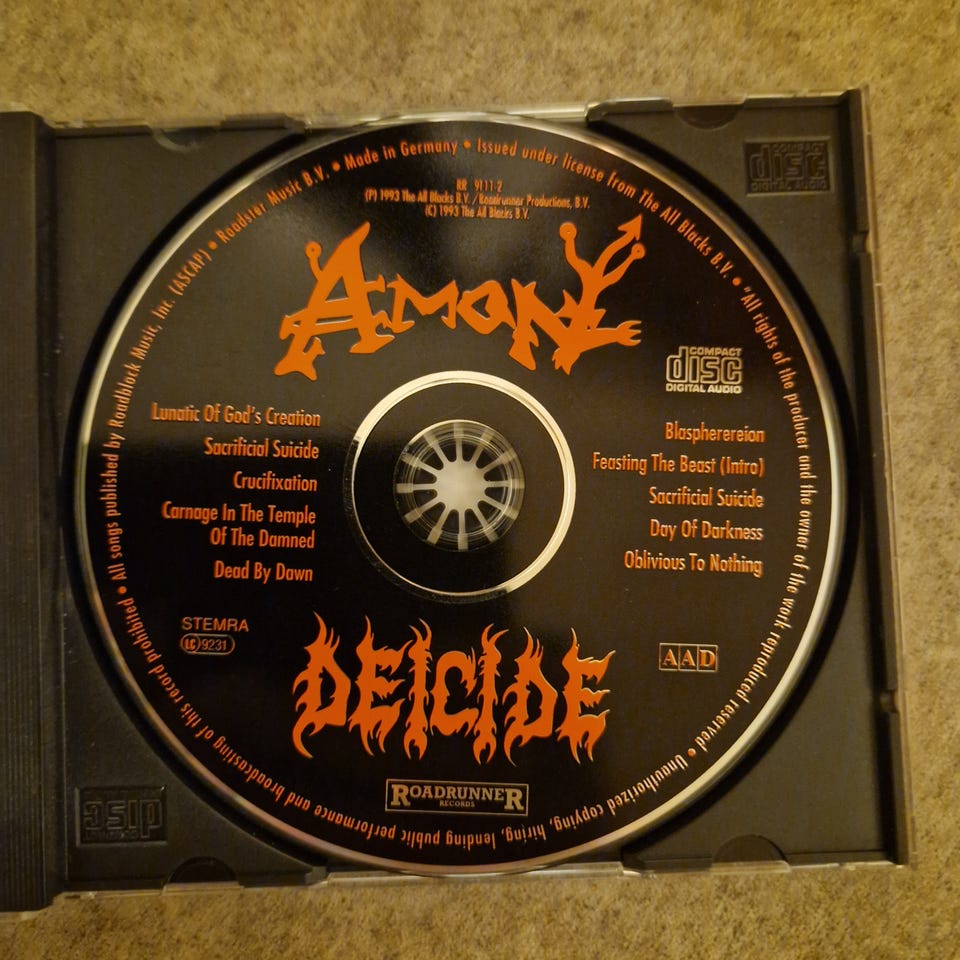 All songs published by Roadblock Music, Inc. (ASCAP) • Roadster Music B.V. • Made in Germany • Issued under license from The All Blacks B.V. • "All rights of the producer and the owner of the work reproduced reserved • Unauthorized copying, hiring, lending public performance and broadcasting of this record prohibited •
RR 9111-2
(P) 1993 The All Blacks B.V. / Roadrunner Productions, B.V.
(C) 1993 The All Blacks B.V.
AMON
COMPACT
disc
DIGITAL AUDIO
Lunatic Of God's Creation
Sacrificial Suicide
Crucifixation
Carnage In The Temple
Of The Damned
Dead By Dawn
Blaspherereion
Feasting The Beast (Intro)
Sacrificial Suicide
Day Of Darkness
Oblivious To Nothing
STEMRA
LC 9231
AAD
DEICIDE
ROADRUNNER
RECORDS
COMPACT
disc
DIGITAL AUDIO
disc